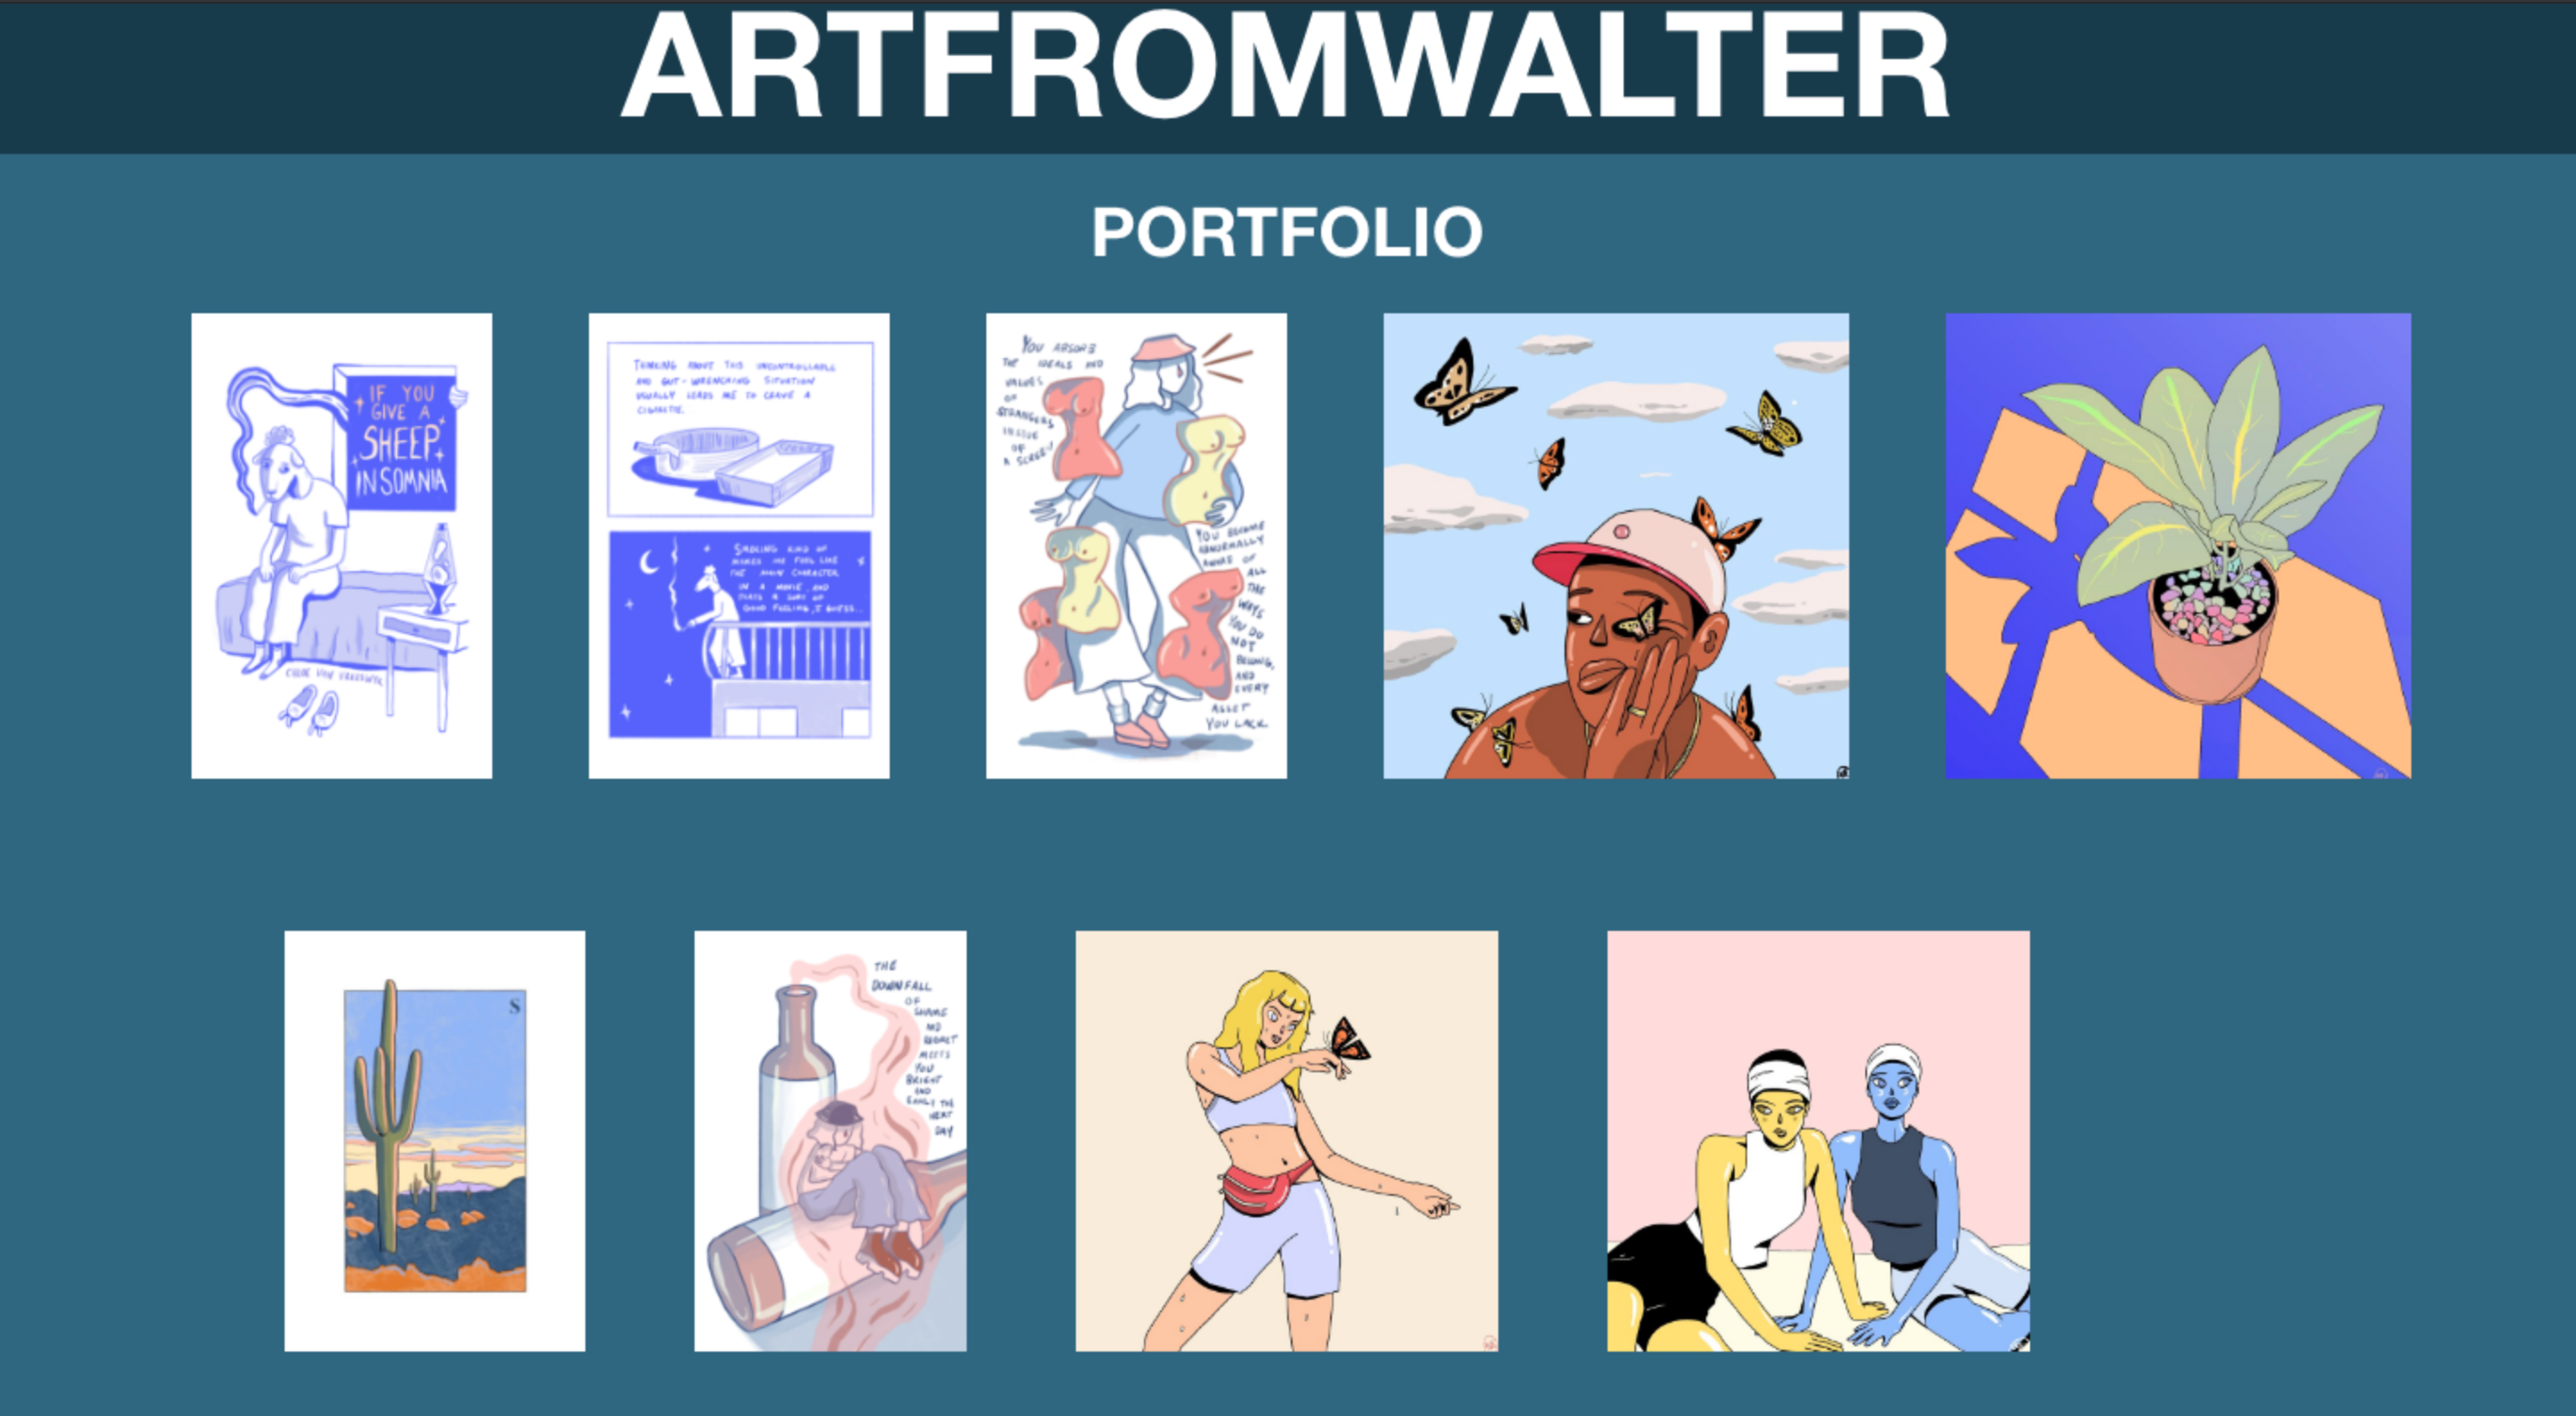 ARTFROMWALTER
PORTFOLIO
IF YOU
GIVE A
SHEEP
INSOMNIA
THINKING ABOUT THIS UNCONTROLLABLE
AND GUT-WRENCHING SITUATION
USUALLY LEADS ME TO CRAVE A
CIGARETTE.
SMOKING KIND OF
MAKES ME FEEL LIKE
THE MAIN CHARACTER
IN A MOVIE AND
THATS A SORT OF
GOOD FEELING, I GUESS..
YOU ABSORB
THE IDEALS AND
VALUES
OF
STRANGERS
INSIDE
OF
A SCREEN
YOU BECOME
ABNORMALLY
AWARE OF
ALL
THE
WAYS
YOU DO
NOT
BELONG,
AND
EVERY
ASSET
YOU LACK
S
THE
DOWNFALL
OF
SHAME
AND
REGRET
MEETS
YOU
BRIGHT
AND
EARLY THE
NEXT
DAY